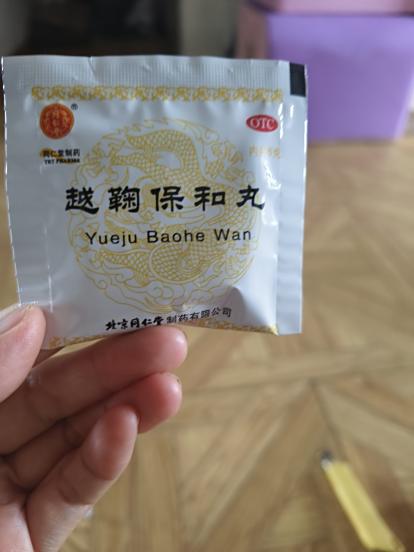 同仁堂制药
TRT PHARMA
OTC
越鞠保和丸
Yueju Baohe Wan
北京同仁堂制药有限公司